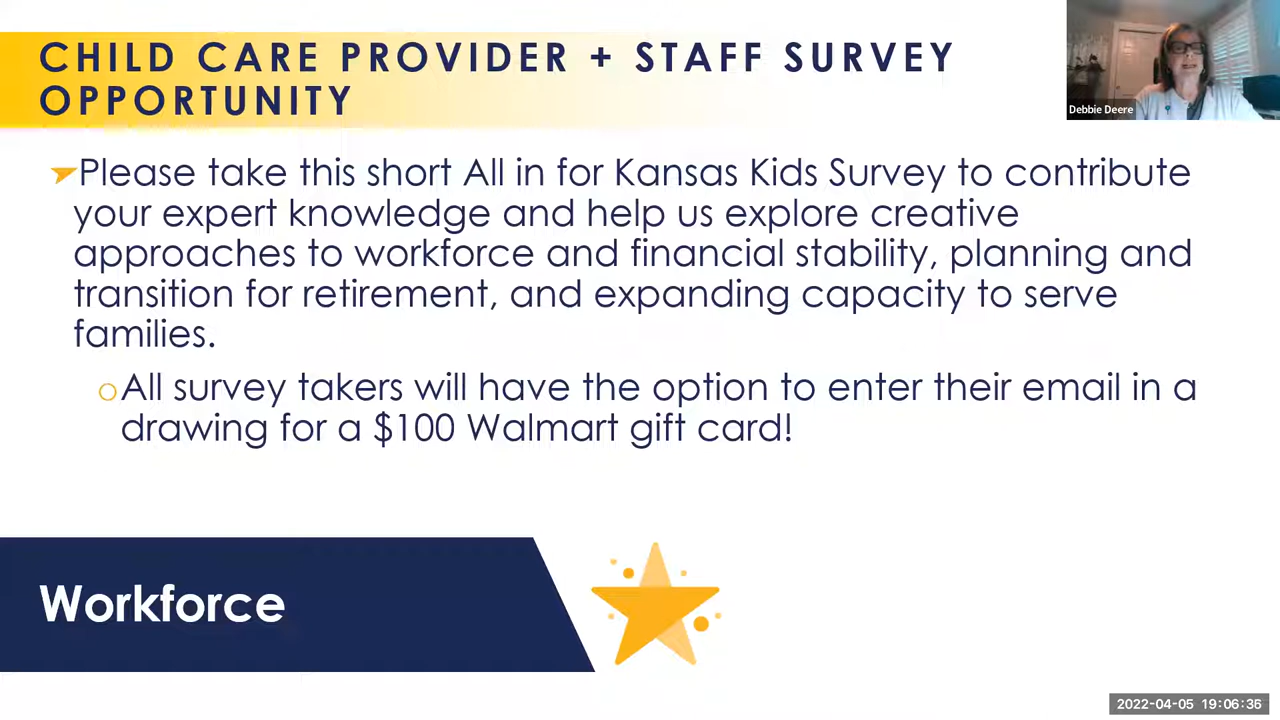 CHILD CARE PROVIDER + STAFF SURVEY
OPPORTUNITY
Debbie Deere
Please take this short All in for Kansas Kids Survey to contribute
your expert knowledge and help us explore creative
approaches to workforce and financial stability, planning and
transition for retirement, and expanding capacity to serve
families.
All survey takers will have the option to enter their email in a
drawing for a $100 Walmart gift card!
Workforce
2022-04-05 19:06:36